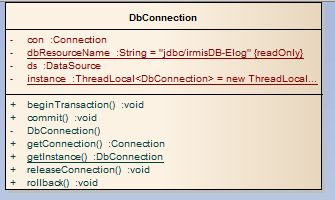 DbConnection
- con :Connection
- dbResourceName :String = "jdbc/irmisDB-Elog" {readOnly}
- ds :DataSource
- instance :ThreadLocal<DbConnection> = new ThreadLocal...
+ beginTransaction() :void
+ commit() :void
- DbConnection()
+ getConnection() :Connection
+ getInstance() :DbConnection
+ releaseConnection() :void
+ rollback() :void